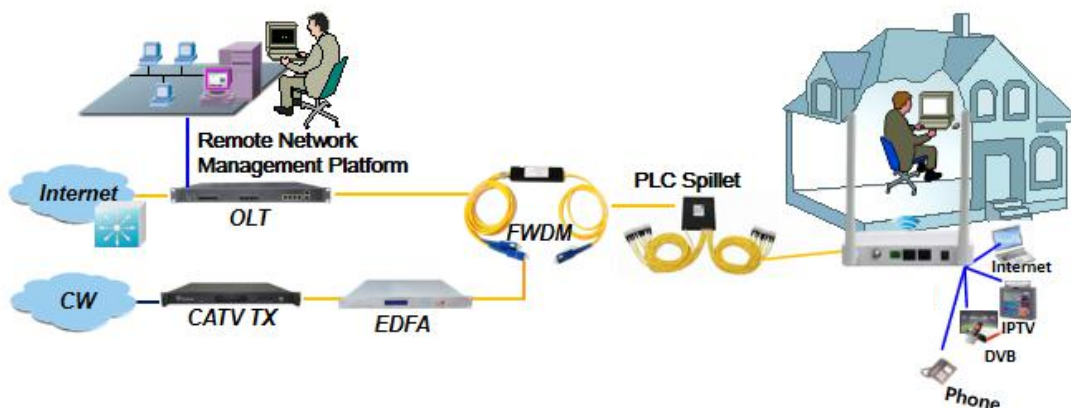 Remote Network
Management Platform
Internet
OLT
FWDM
PLC Spillet
CW
CATV TX
EDFA
Internet
IPTV
DVB
Phone